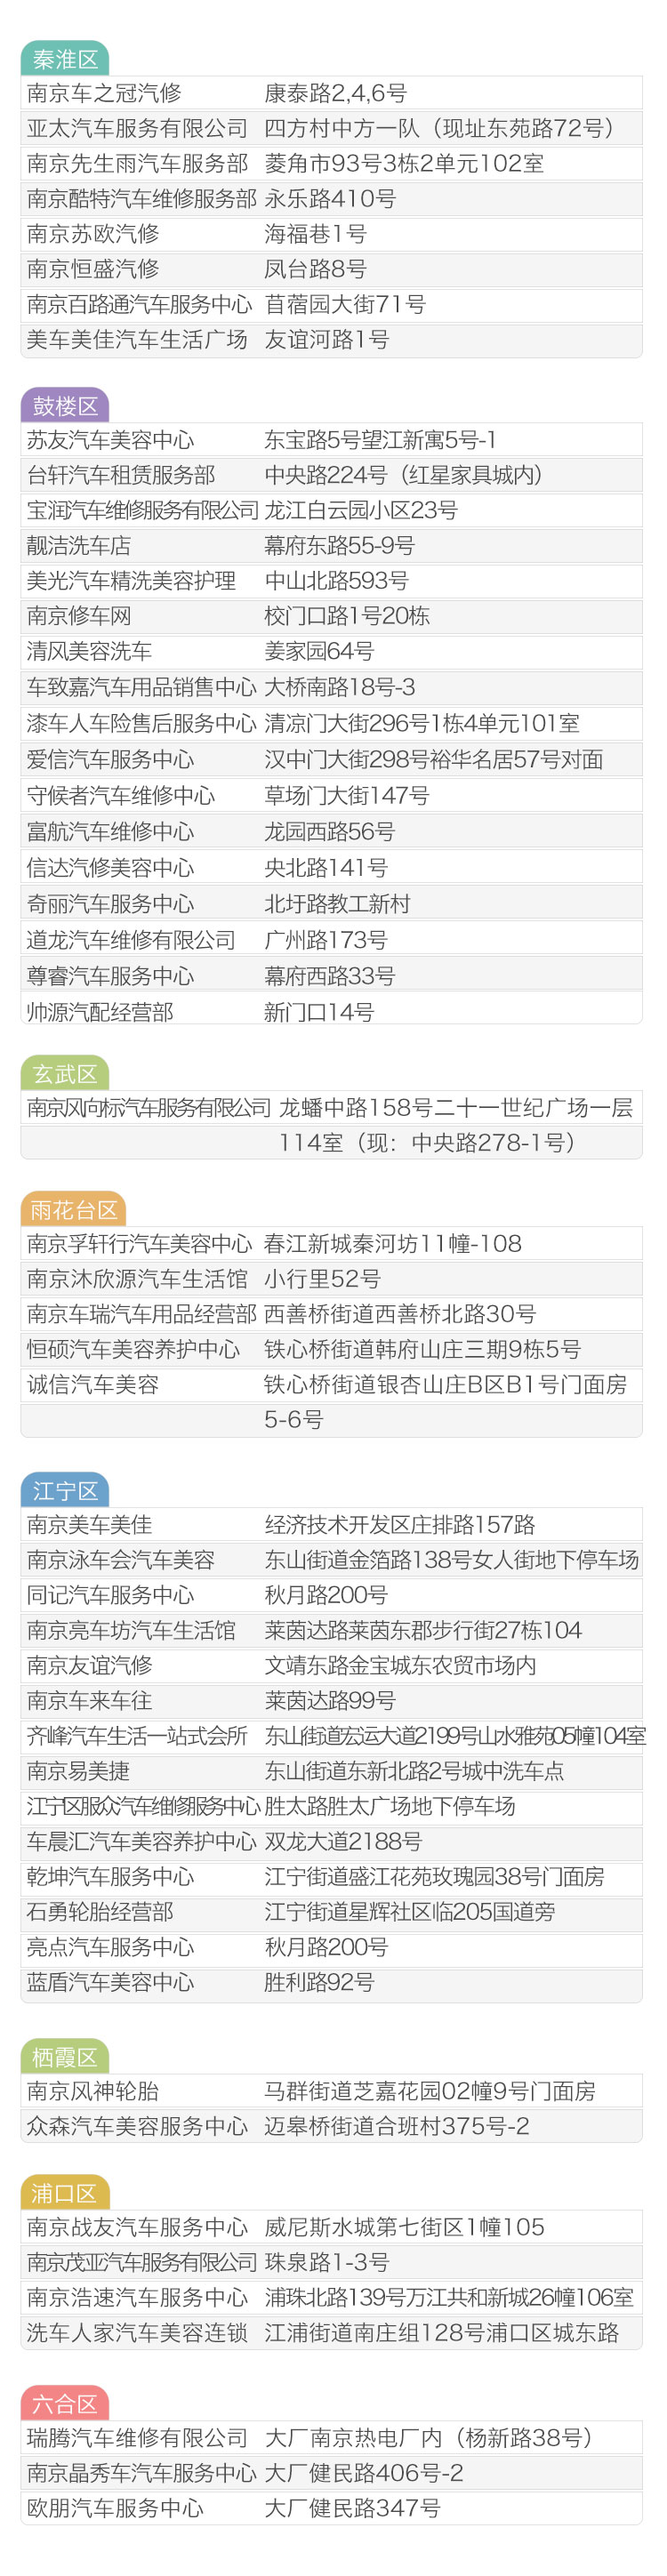 秦淮区
南京车之冠汽修 康泰路2,4,6号
亚太汽车服务有限公司 四方村中方一队（现址东苑路72号）
南京先生雨汽车服务部 菱角市93号3栋2单元102室
南京酷特汽车维修服务部 永乐路410号
南京苏欧汽修 海福巷1号
南京恒盛汽修 凤台路8号
南京百路通汽车服务中心 苜蓿园大街71号
美车美佳汽车生活广场 友谊河路1号
鼓楼区
苏友汽车美容中心 东宝路5号望江新寓5号-1
台轩汽车租赁服务部 中央路224号（红星家具城内）
宝润汽车维修服务有限公司 龙江白云园小区23号
靓洁洗车店 幕府东路55-9号
美光汽车精洗美容护理 中山北路593号
南京修车网 校门口路1号20栋
清风美容洗车 姜家园64号
车致嘉汽车用品销售中心 大桥南路18号-3
漆车人车险售后服务中心 清凉门大街296号1栋4单元101室
爱信汽车服务中心 汉中门大街298号裕华名居57号对面
守候者汽车维修中心 草场门大街147号
富航汽车维修中心 龙园西路56号
信达汽修美容中心 央北路141号
奇丽汽车服务中心 北圩路教工新村
道龙汽车维修有限公司 广州路173号
尊睿汽车服务中心 幕府西路33号
帅源汽配经营部 新门口14号
玄武区
南京风向标汽车服务有限公司 龙蟠中路158号二十一世纪广场一层
114室（现：中央路278-1号）
雨花台区
南京孚轩行汽车美容中心 春江新城秦河坊11幢-108
南京沐欣源汽车生活馆 小行里52号
南京车瑞汽车用品经营部 西善桥街道西善桥北路30号
恒硕汽车美容养护中心 铁心桥街道韩府山庄三期9栋5号
诚信汽车美容 铁心桥街道银杏山庄B区B1号门面房
5-6号
江宁区
南京美车美佳 经济技术开发区庄排路157路
南京泳车会汽车美容 东山街道金箔路138号女人街地下停车场
同记汽车服务中心 秋月路200号
南京亮车坊汽车生活馆 莱茵达路莱茵东郡步行街27栋104
南京友谊汽修 文靖东路金宝城东农贸市场内
南京车来车往 莱茵达路99号
齐峰汽车生活一站式会所 东山街道宏运大道2199号山水雅苑05幢104室
南京易美捷 东山街道东新北路2号城中洗车点
江宁区服众汽车维修服务中心 胜太路胜太广场地下停车场
车晨汇汽车美容养护中心 双龙大道2188号
乾坤汽车服务中心 江宁街道盛江花苑玫瑰园38号门面房
石勇轮胎经营部 江宁街道星辉社区临205国道旁
亮点汽车服务中心 秋月路200号
蓝盾汽车美容中心 胜利路92号
栖霞区
南京风神轮胎 马群街道芝嘉花园02幢9号门面房
众森汽车美容服务中心 迈皋桥街道合班村375号-2
浦口区
南京战友汽车服务中心 威尼斯水城第七街区1幢105
南京茂亚汽车服务有限公司 珠泉路1-3号
南京浩速汽车服务中心 浦珠北路139号万江共和新城26幢106室
洗车人家汽车美容连锁 江浦街道南庄组128号浦口区城东路
六合区
瑞腾汽车维修有限公司 大厂南京热电厂内（杨新路38号）
南京晶秀车汽车服务中心 大厂健民路406号-2
欧朋汽车服务中心 大厂健民路347号